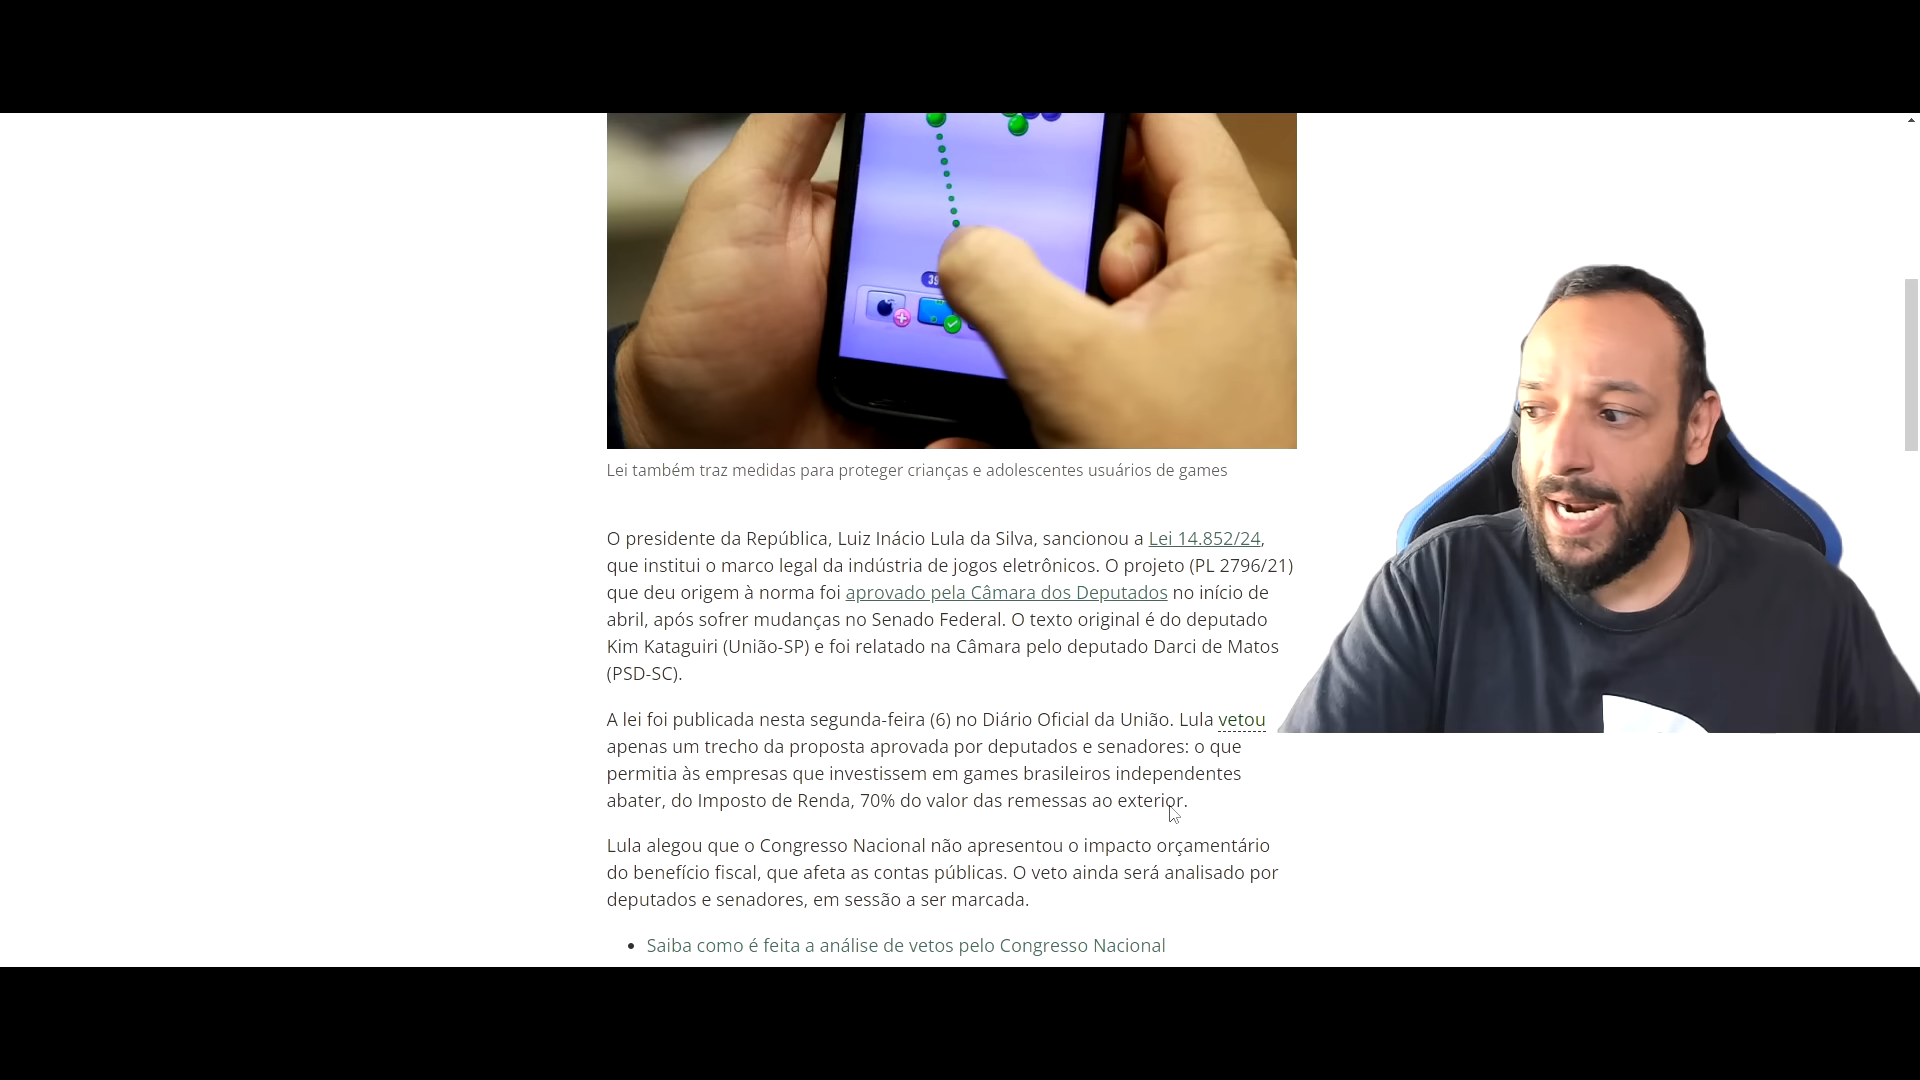 Lei também traz medidas para proteger crianças e adolescentes usuários de games
O presidente da República, Luiz Inácio Lula da Silva, sancionou a Lei 14.852/24,
que institui o marco legal da indústria de jogos eletrônicos. O projeto (PL 2796/21)
que deu origem à norma foi aprovado pela Câmara dos Deputados no início de
abril, após sofrer mudanças no Senado Federal. O texto original é do deputado
Kim Kataguiri (União-SP) e foi relatado na Câmara pelo deputado Darci de Matos
(PSD-SC).
A lei foi publicada nesta segunda-feira (6) no Diário Oficial da União. Lula vetou
apenas um trecho da proposta aprovada por deputados e senadores: o que
permitia às empresas que investissem em games brasileiros independentes
abater, do Imposto de Renda, 70% do valor das remessas ao exterior.
Lula alegou que o Congresso Nacional não apresentou o impacto orçamentário
do benefício fiscal, que afeta as contas públicas. O veto ainda será analisado por
deputados e senadores, em sessão a ser marcada.
Saiba como é feita a análise de vetos pelo Congresso Nacional